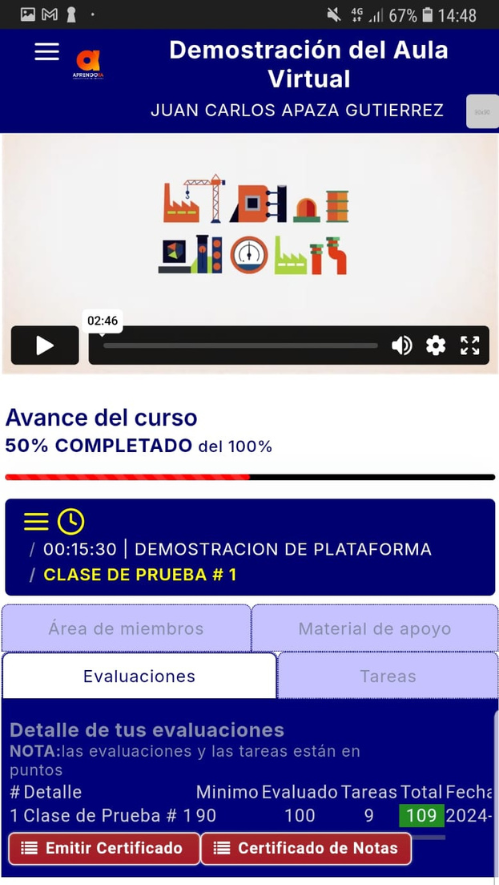 4G 67% 14:48
Demostración del Aula
Virtual
APRENDO
JUAN CARLOS APAZA GUTIERREZ
02:46
Avance del curso
50% COMPLETADO del 100%
/ 00:15:30 | DEMOSTRACION DE PLATAFORMA
/ CLASE DE PRUEBA # 1
Área de miembros Material de apoyo
Evaluaciones Tareas
Detalle de tus evaluaciones
NOTA:las evaluaciones y las tareas están en
puntos
# Detalle Minimo Evaluado Tareas Total Fecha
1 Clase de Prueba # 1 90 100 9 109 2024-
Emitir Certificado Certificado de Notas